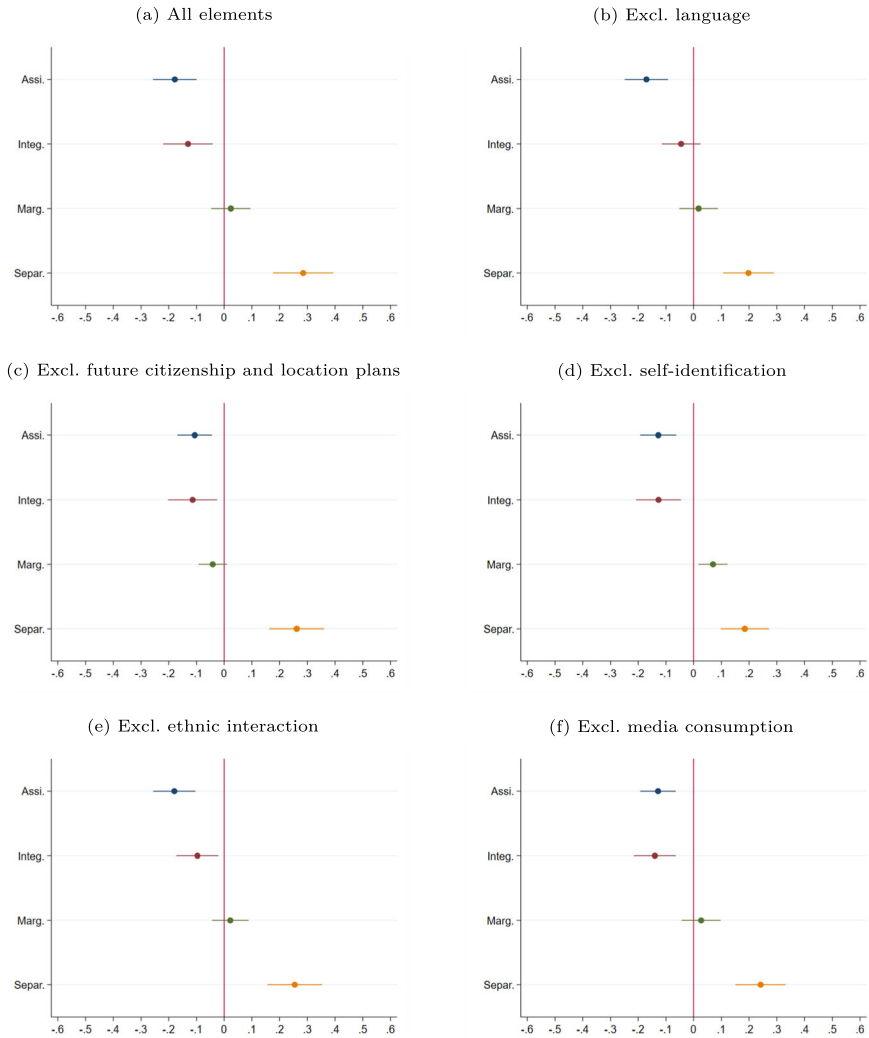 (a) All elements
Assi.
Integ.
Marg.
Separ.
-.6 -.5 -.4 -.3 -.2 -.1 0 .1 .2 .3 .4 .5 .6
(b) Excl. language
Assi.
Integ.
Marg.
Separ.
-.6 -.5 -.4 -.3 -.2 -.1 0 .1 .2 .3 .4 .5 .6
(c) Excl. future citizenship and location plans
Assi.
Integ.
Marg.
Separ.
-.6 -.5 -.4 -.3 -.2 -.1 0 .1 .2 .3 .4 .5 .6
(d) Excl. self-identification
Assi.
Integ.
Marg.
Separ.
-.6 -.5 -.4 -.3 -.2 -.1 0 .1 .2 .3 .4 .5 .6
(e) Excl. ethnic interaction
Assi.
Integ.
Marg.
Separ.
-.6 -.5 -.4 -.3 -.2 -.1 0 .1 .2 .3 .4 .5 .6
(f) Excl. media consumption
Assi.
Integ.
Marg.
Separ.
-.6 -.5 -.4 -.3 -.2 -.1 0 .1 .2 .3 .4 .5 .6